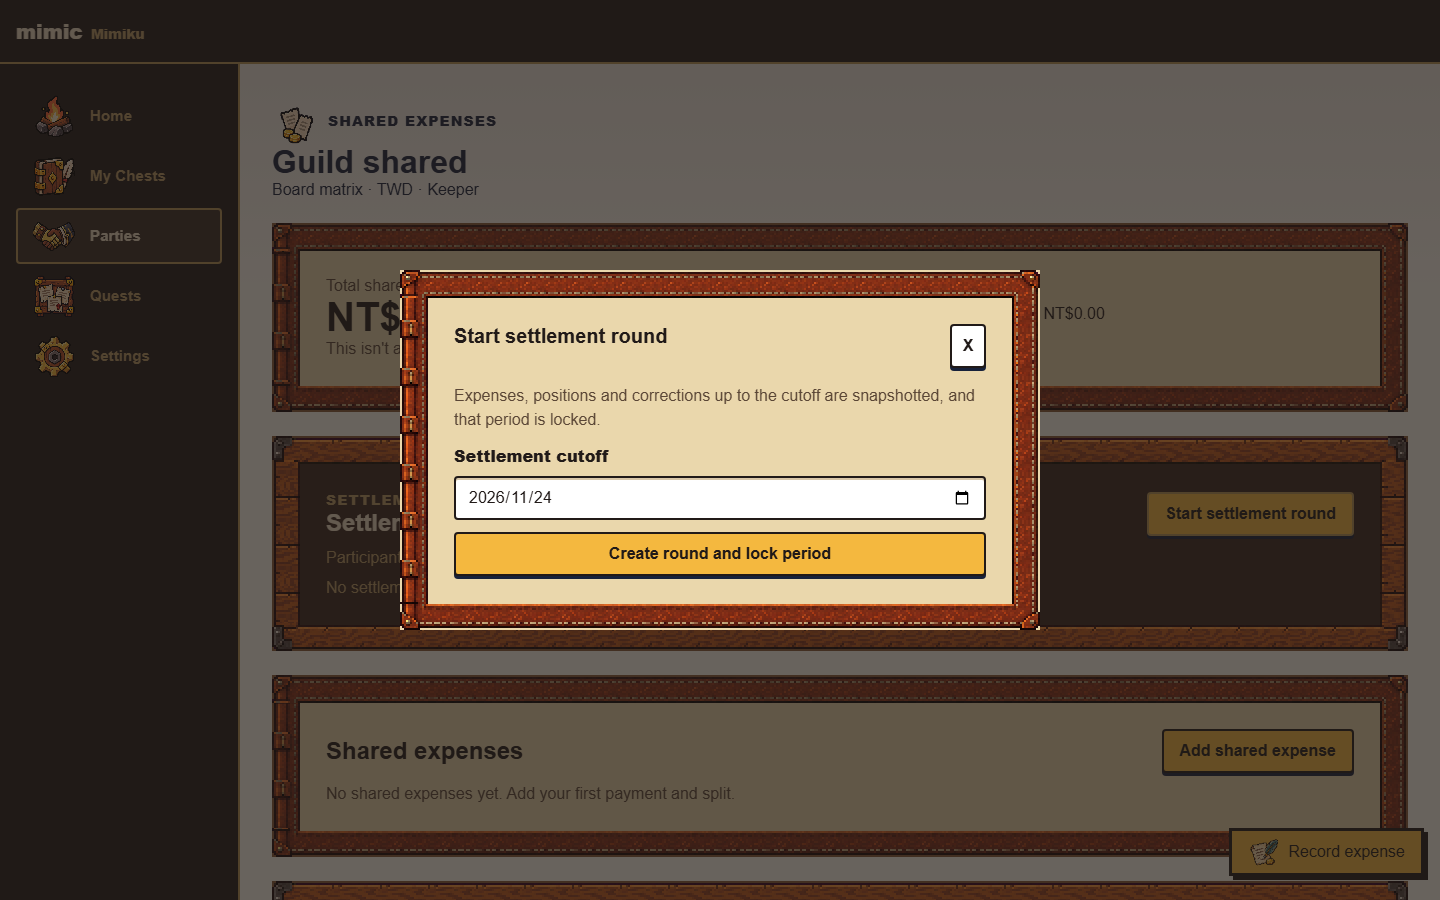 mimic Mimiku
Home
My Chests
Parties
Quests
Settings
SHARED EXPENSES
Guild shared
Board matrix · TWD · Keeper
Total share
NT$
NT$0.00
This isn't a
Start settlement round
X
Expenses, positions and corrections up to the cutoff are snapshotted, and
that period is locked.
Settlement cutoff
2026/11/24
Create round and lock period
SETTLEM
Settler
Participant
No settlem
Start settlement round
Shared expenses
Add shared expense
No shared expenses yet. Add your first payment and split.
Record expense